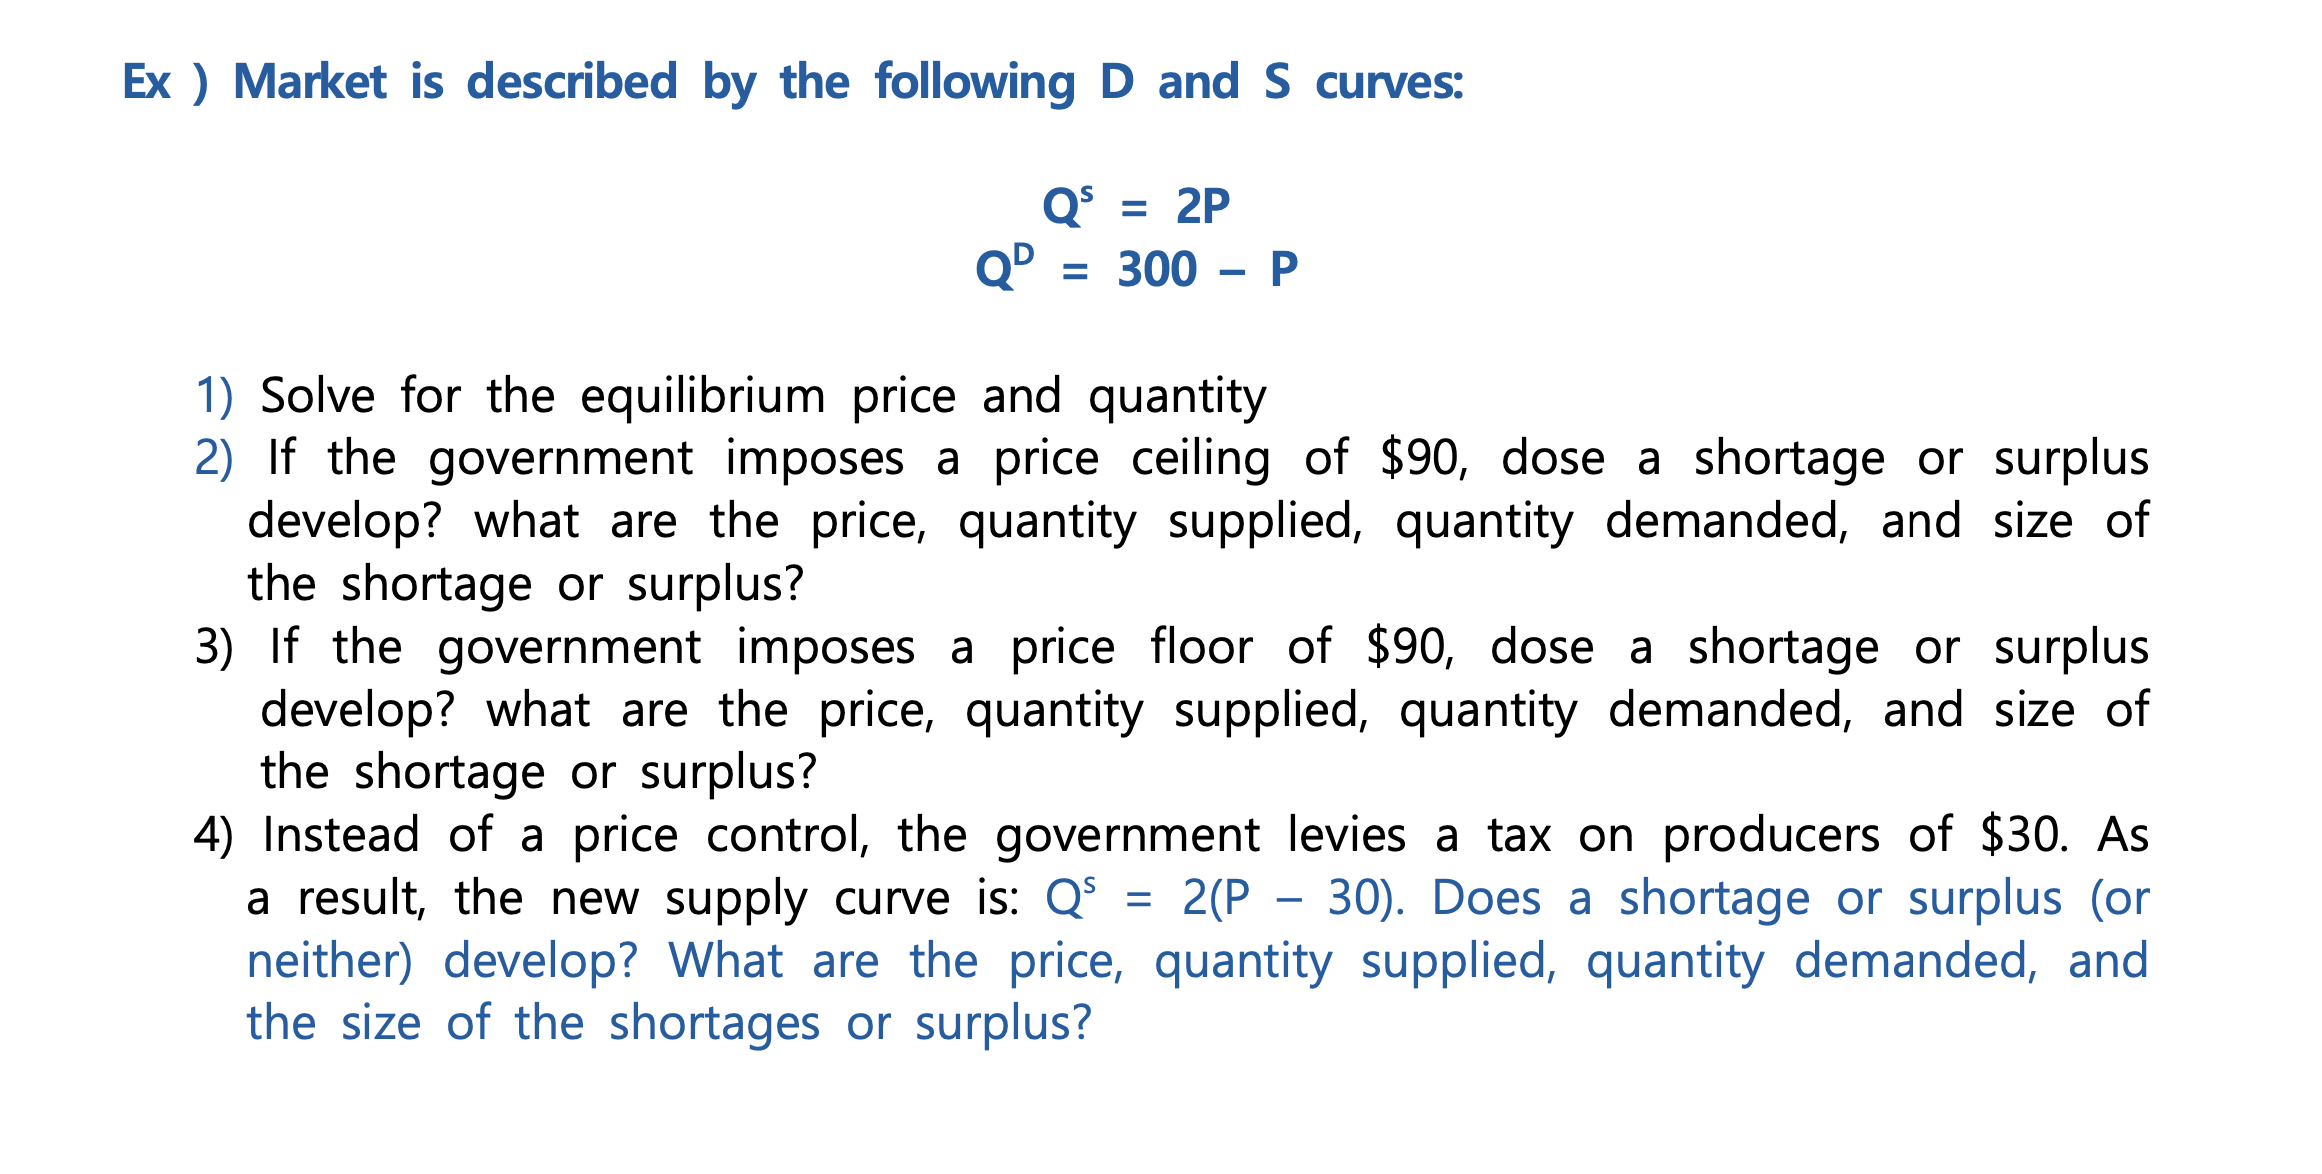 Ex ) Market is described by the following D and S curves:
Qˢ = 2P
Qᴰ = 300 – P
1) Solve for the equilibrium price and quantity
2) If the government imposes a price ceiling of $90, dose a shortage or surplus
develop? what are the price, quantity supplied, quantity demanded, and size of
the shortage or surplus?
3) If the government imposes a price floor of $90, dose a shortage or surplus
develop? what are the price, quantity supplied, quantity demanded, and size of
the shortage or surplus?
4) Instead of a price control, the government levies a tax on producers of $30. As
a result, the new supply curve is: Qˢ = 2(P – 30). Does a shortage or surplus (or
neither) develop? What are the price, quantity supplied, quantity demanded, and
the size of the shortages or surplus?